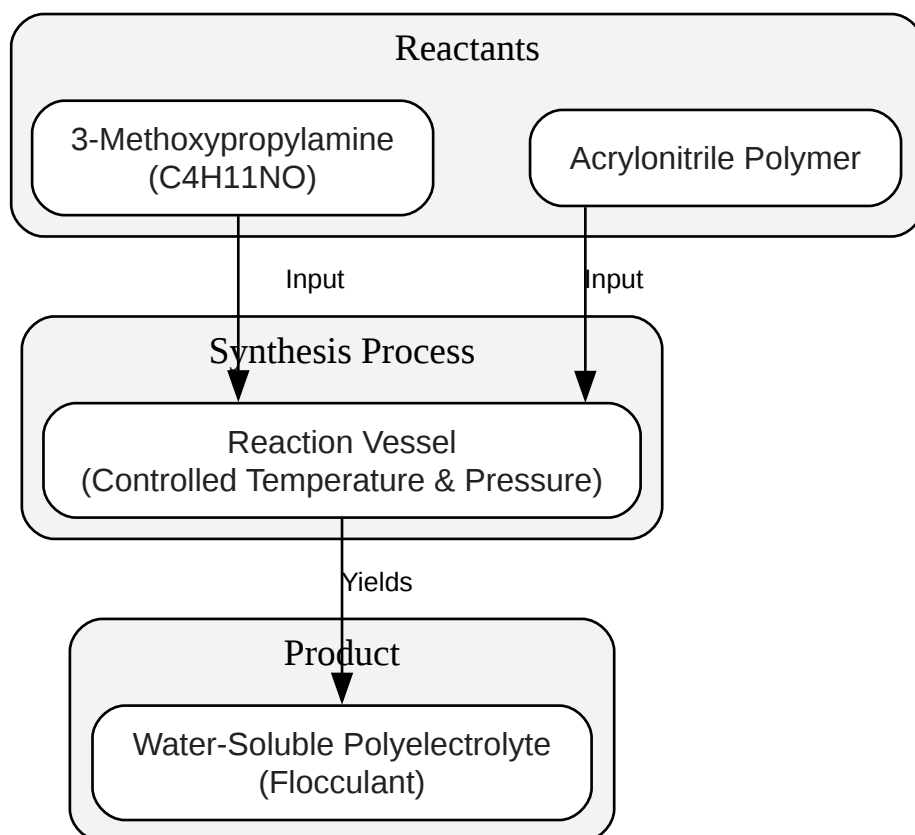 Reactants
3-Methoxypropylamine
(C4H11NO)
Acrylonitrile Polymer
Input
Input
Synthesis Process
Reaction Vessel
(Controlled Temperature & Pressure)
Yields
Product
Water-Soluble Polyelectrolyte
(Flocculant)